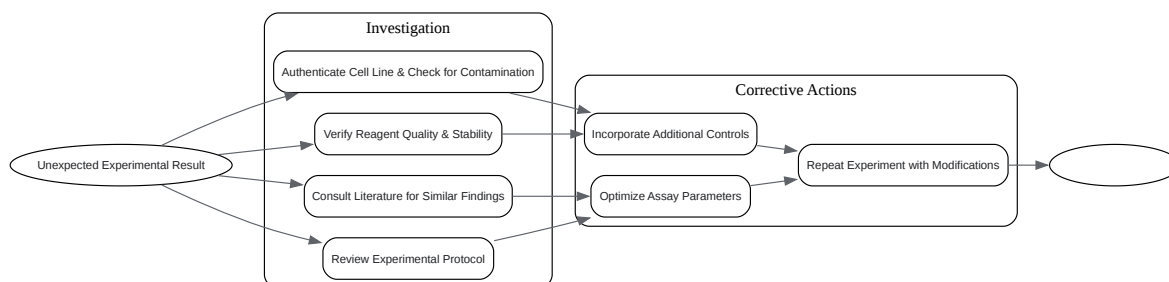 Investigation
Authenticate Cell Line & Check for Contamination
Corrective Actions
Verify Reagent Quality & Stability
Incorporate Additional Controls
Unexpected Experimental Result
Repeat Experiment with Modifications
Consult Literature for Similar Findings
Optimize Assay Parameters
Review Experimental Protocol